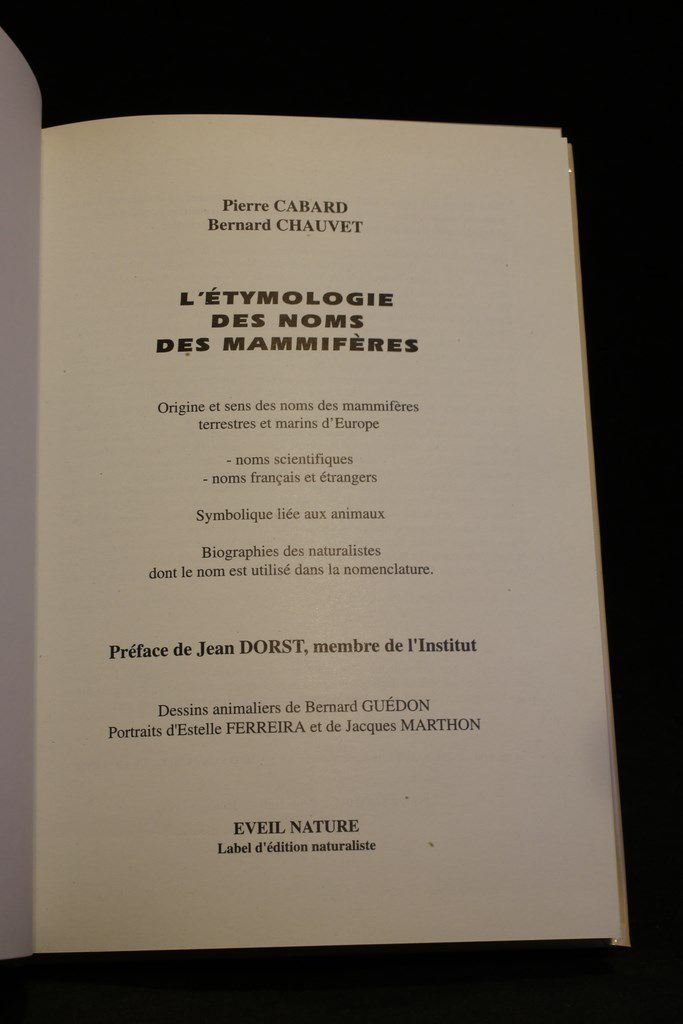 Pierre CABARD
Bernard CHAUVET
L'ÉTYMOLOGIE
DES NOMS
DES MAMMIFÈRES
Origine et sens des noms des mammifères
terrestres et marins d'Europe
- noms scientifiques
- noms français et étrangers
Symbolique liée aux animaux
Biographies des naturalistes
dont le nom est utilisé dans la nomenclature.
Préface de Jean DORST, membre de l'Institut
Dessins animaliers de Bernard GUÉDON
Portraits d'Estelle FERREIRA et de Jacques MARTHON
EVEIL NATURE
Label d'édition naturaliste